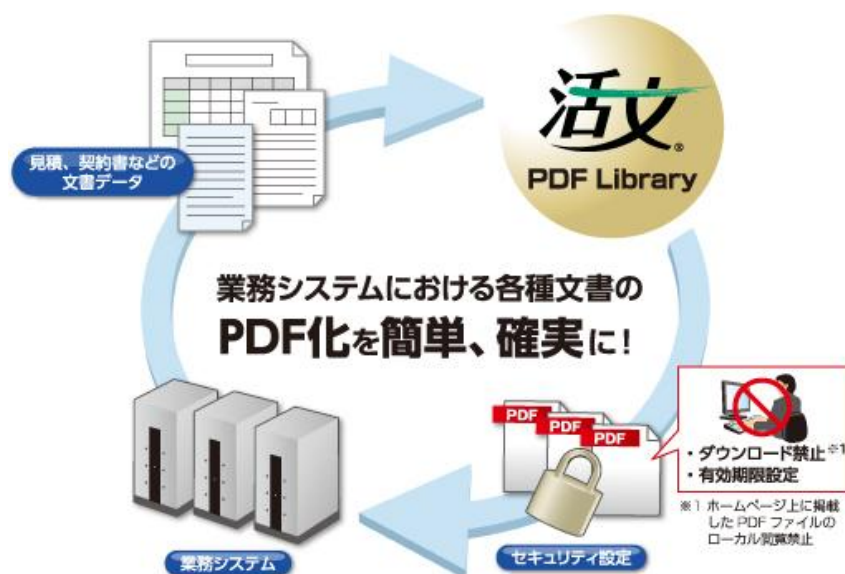 見積、契約書などの
文書データ
活文®
PDF Library
業務システムにおける各種文書の
PDF化を簡単、確実に!
PDF
PDF
PDF
・ダウンロード禁止※1
・有効期限設定
※1 ホームページ上に掲載
した PDF ファイルの
ローカル閲覧禁止
業務システム
セキュリティ設定